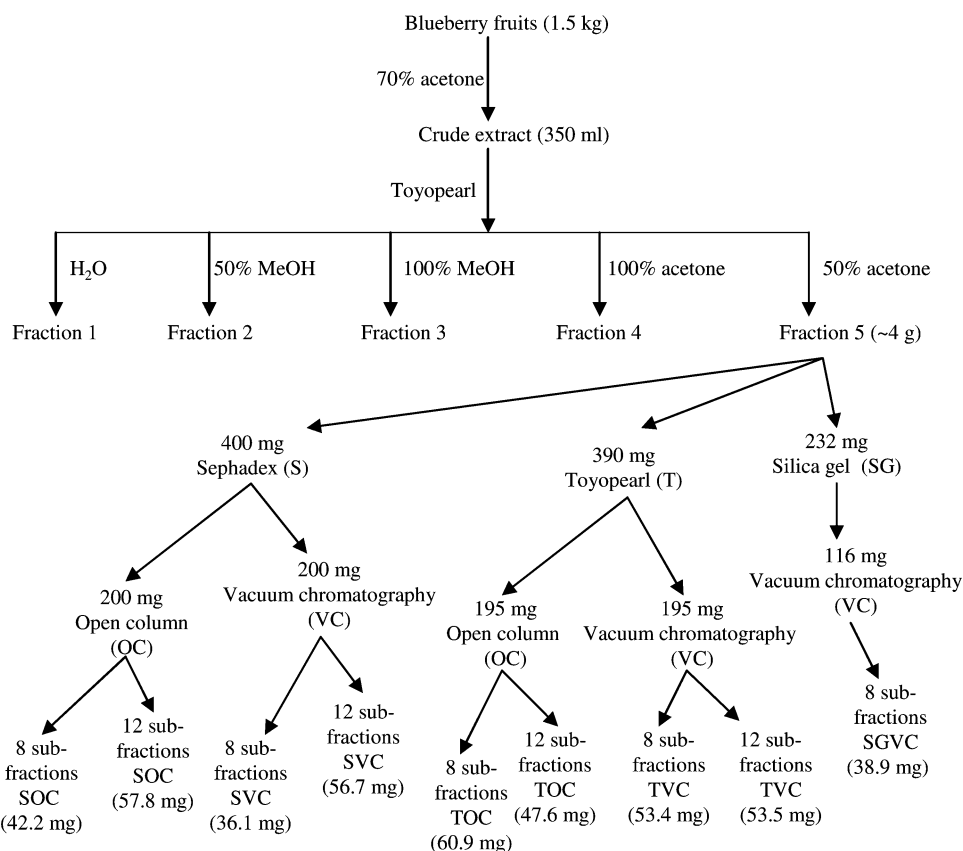 Blueberry fruits (1.5 kg)
70% acetone
Crude extract (350 ml)
Toyopearl
H₂O
50% MeOH
100% MeOH
100% acetone
50% acetone
Fraction 1
Fraction 2
Fraction 3
Fraction 4
Fraction 5 (~4 g)
400 mg
Sephadex (S)
390 mg
Toyopearl (T)
232 mg
Silica gel (SG)
200 mg
Open column
(OC)
200 mg
Vacuum chromatography
(VC)
195 mg
Open column
(OC)
195 mg
Vacuum chromatography
(VC)
116 mg
Vacuum chromatography
(VC)
8 sub-
fractions
SOC
(42.2 mg)
12 sub-
fractions
SOC
(57.8 mg)
8 sub-
fractions
SVC
(36.1 mg)
12 sub-
fractions
SVC
(56.7 mg)
8 sub-
fractions
TOC
(60.9 mg)
12 sub-
fractions
TOC
(47.6 mg)
8 sub-
fractions
TVC
(53.4 mg)
12 sub-
fractions
TVC
(53.5 mg)
8 sub-
fractions
SGVC
(38.9 mg)